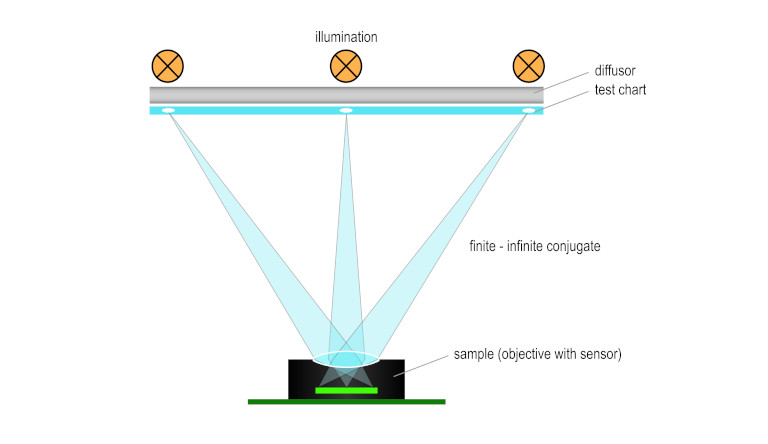 illumination
diffusor
test chart
finite - infinite conjugate
sample (objective with sensor)